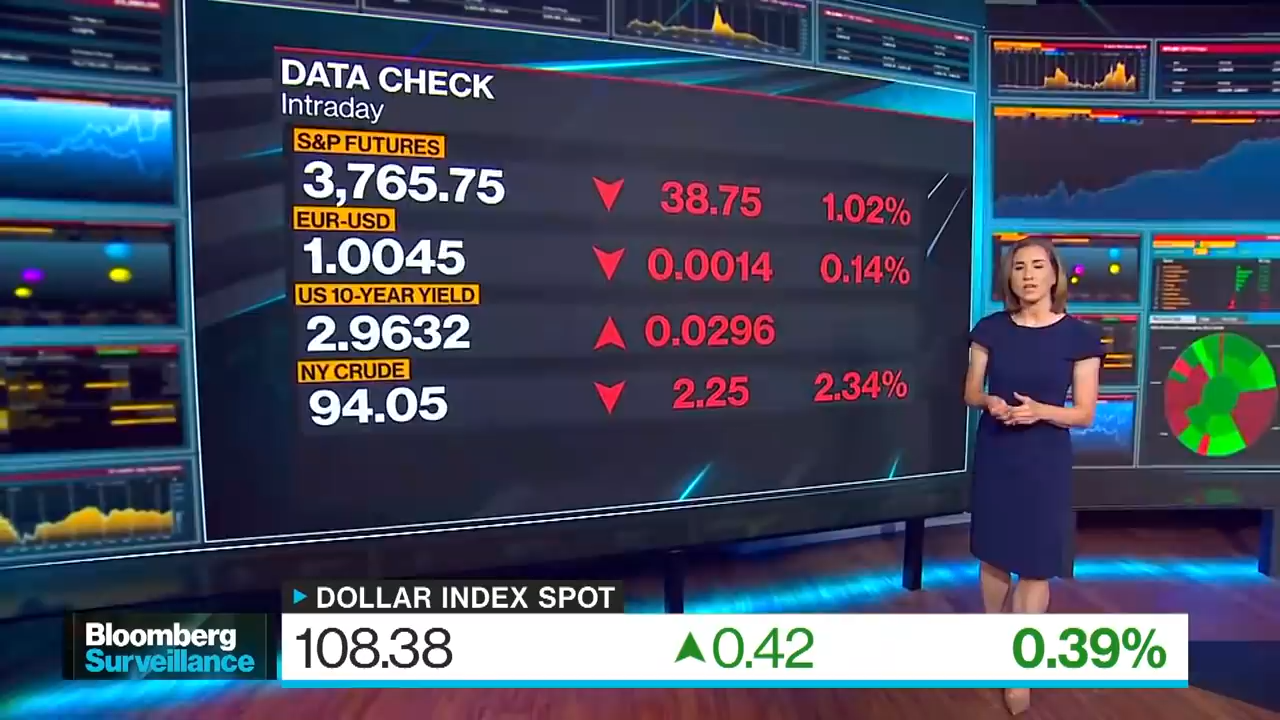 DATA CHECK
Intraday
S&P FUTURES
3,765.75 ▼ 38.75 1.02%
EUR-USD
1.0045 ▼ 0.0014 0.14%
US 10-YEAR YIELD
2.9632 ▲ 0.0296
NY CRUDE
94.05 ▼ 2.25 2.34%
DOLLAR INDEX SPOT
Bloomberg
Surveillance
108.38 ▲0.42 0.39%